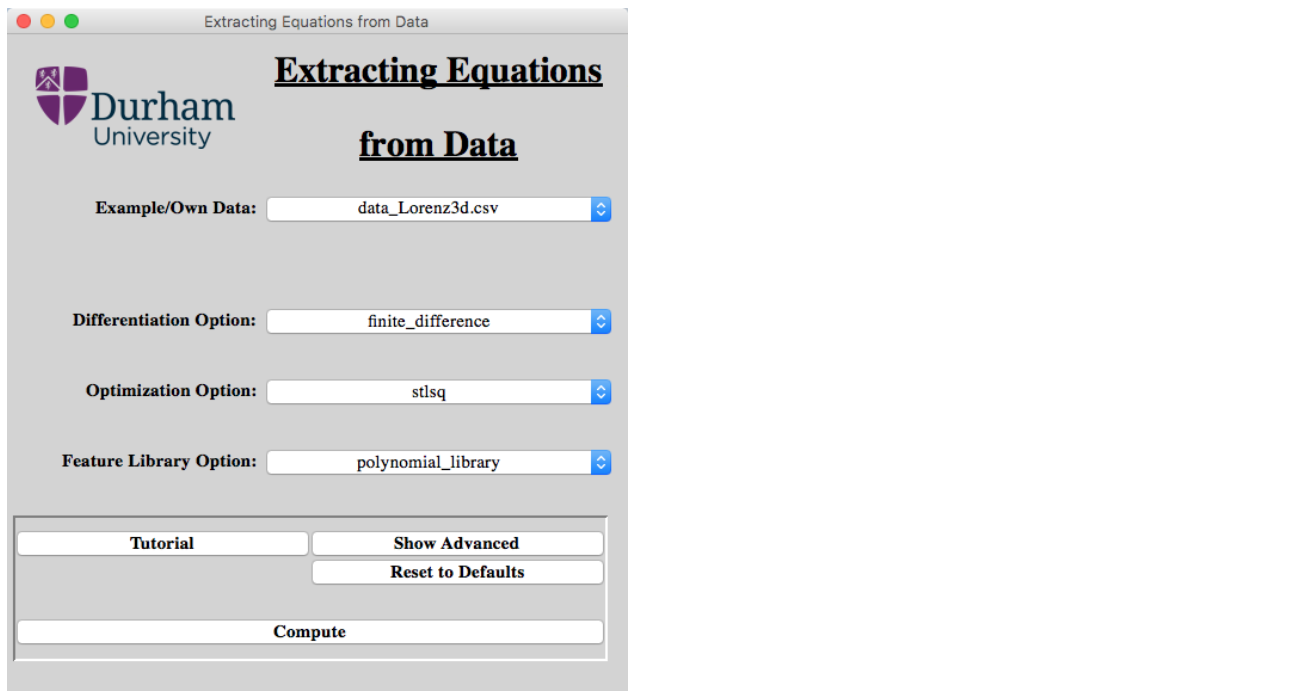 Extracting Equations from Data
Durham
University
Extracting Equations
from Data
Example/Own Data: data_Lorenz3d.csv
Differentiation Option: finite_difference
Optimization Option: stlsq
Feature Library Option: polynomial_library
Tutorial Show Advanced
Reset to Defaults
Compute